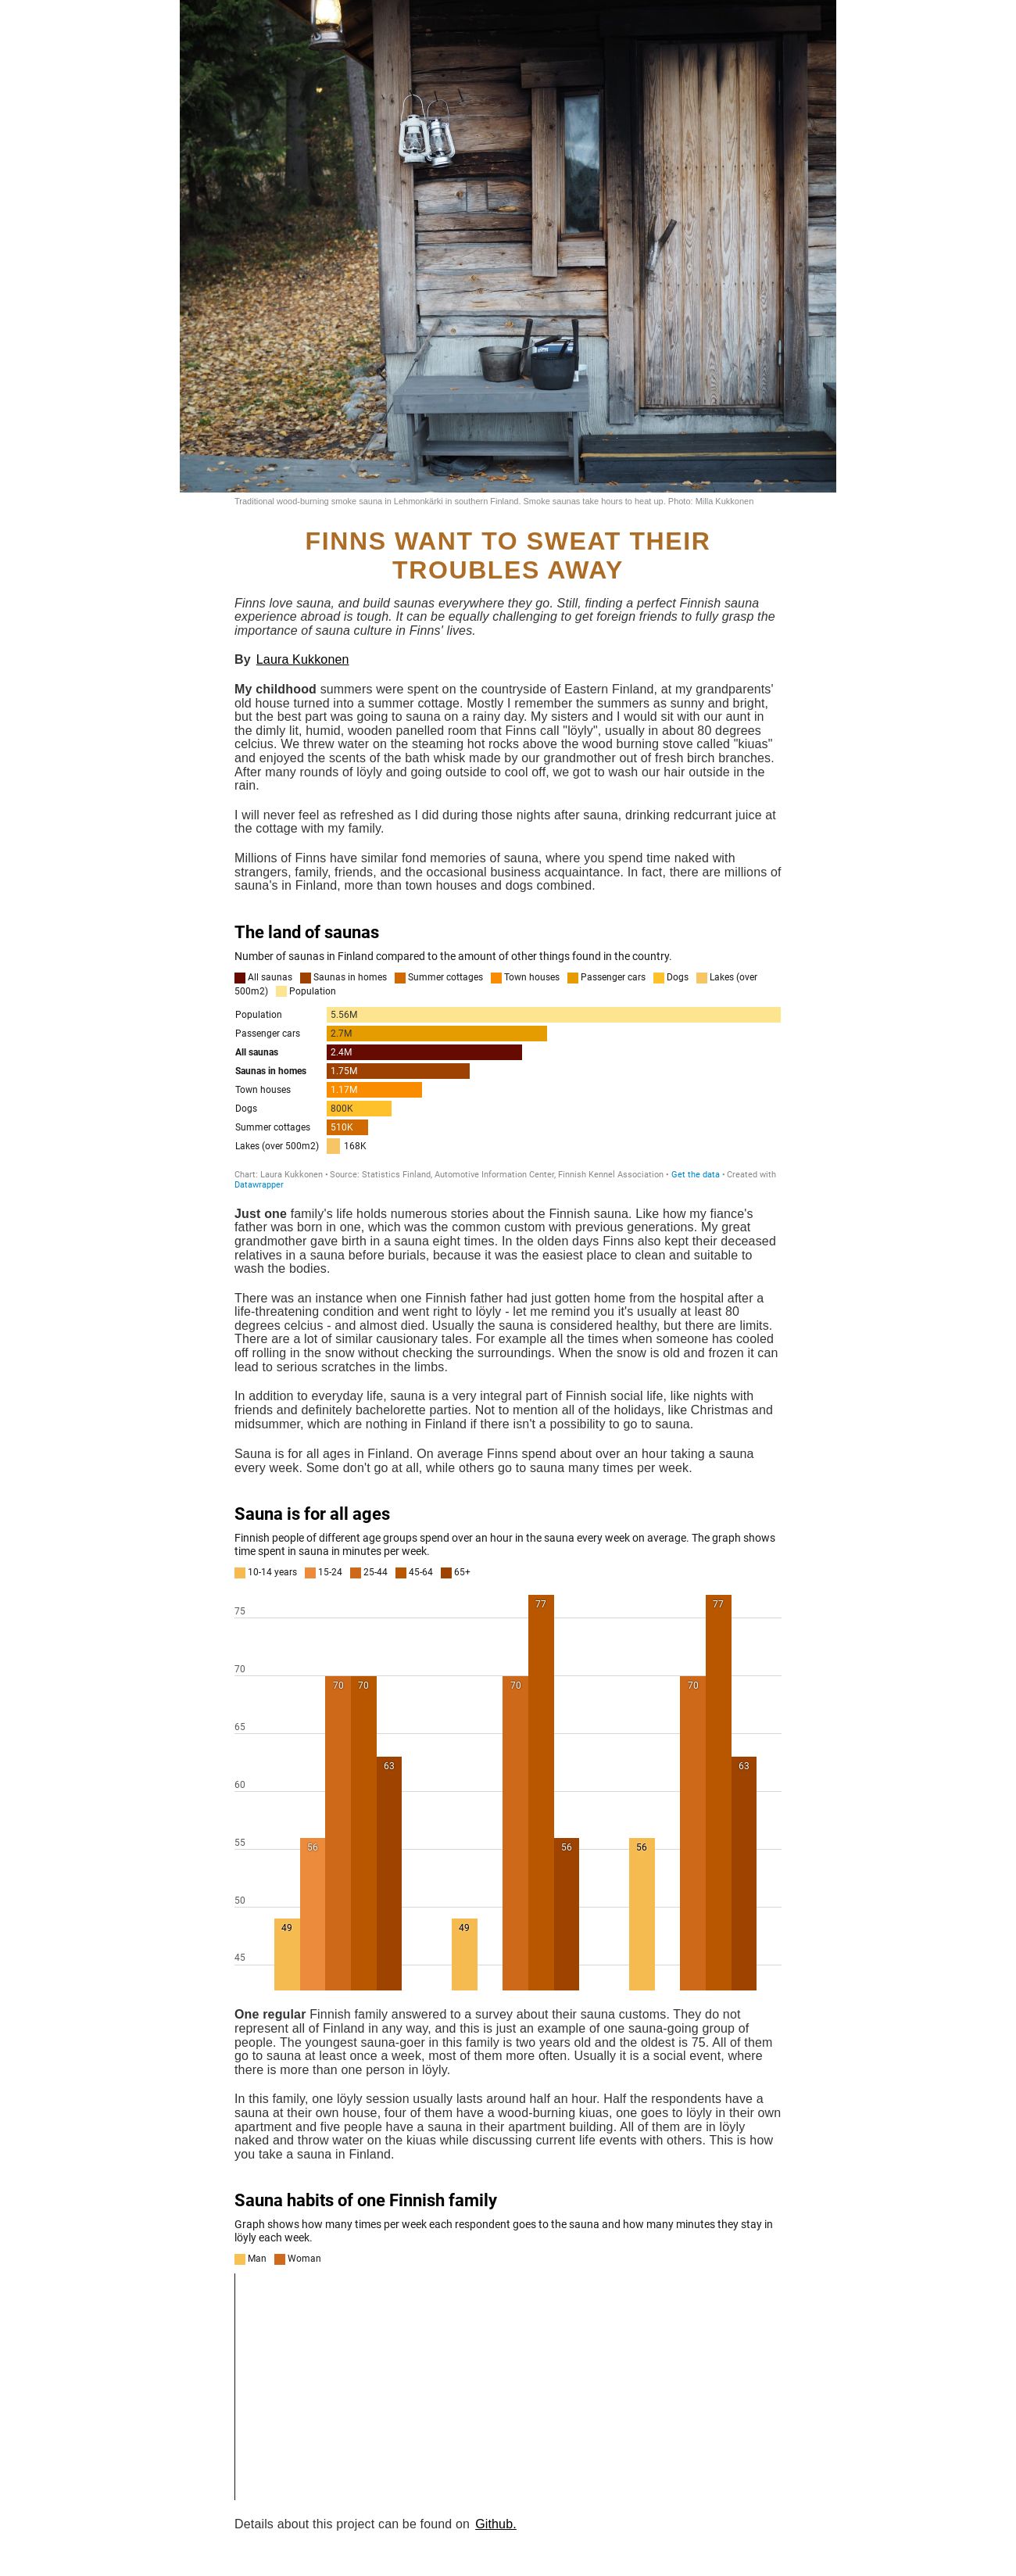 Traditional wood-burning smoke sauna in Lehmonkärki in southern Finland. Smoke saunas take hours to heat up. Photo: Milla Kukkonen
FINNS WANT TO SWEAT THEIR
TROUBLES AWAY
Finns love sauna, and build saunas everywhere they go. Still, finding a perfect Finnish sauna
experience abroad is tough. It can be equally challenging to get foreign friends to fully grasp the
importance of sauna culture in Finns' lives.
By Laura Kukkonen
My childhood summers were spent on the countryside of Eastern Finland, at my grandparents'
old house turned into a summer cottage. Mostly I remember the summers as sunny and bright,
but the best part was going to sauna on a rainy day. My sisters and I would sit with our aunt in
the dimly lit, humid, wooden panelled room that Finns call "löyly", usually in about 80 degrees
celcius. We threw water on the steaming hot rocks above the wood burning stove called "kiuas"
and enjoyed the scents of the bath whisk made by our grandmother out of fresh birch branches.
After many rounds of löyly and going outside to cool off, we got to wash our hair outside in the
rain.
I will never feel as refreshed as I did during those nights after sauna, drinking redcurrant juice at
the cottage with my family.
Millions of Finns have similar fond memories of sauna, where you spend time naked with
strangers, family, friends, and the occasional business acquaintance. In fact, there are millions of
sauna's in Finland, more than town houses and dogs combined.
The land of saunas
Number of saunas in Finland compared to the amount of other things found in the country.
All saunas Saunas in homes Summer cottages Town houses Passenger cars Dogs Lakes (over
500m2) Population
Population 5.56M
Passenger cars 2.7M
All saunas 2.4M
Saunas in homes 1.75M
Town houses 1.17M
Dogs 800K
Summer cottages 510K
Lakes (over 500m2) 168K
Chart: Laura Kukkonen • Source: Statistics Finland, Automotive Information Center, Finnish Kennel Association • Get the data • Created with
Datawrapper
Just one family's life holds numerous stories about the Finnish sauna. Like how my fiance's
father was born in one, which was the common custom with previous generations. My great
grandmother gave birth in a sauna eight times. In the olden days Finns also kept their deceased
relatives in a sauna before burials, because it was the easiest place to clean and suitable to
wash the bodies.
There was an instance when one Finnish father had just gotten home from the hospital after a
life-threatening condition and went right to löyly - let me remind you it's usually at least 80
degrees celcius - and almost died. Usually the sauna is considered healthy, but there are limits.
There are a lot of similar causionary tales. For example all the times when someone has cooled
off rolling in the snow without checking the surroundings. When the snow is old and frozen it can
lead to serious scratches in the limbs.
In addition to everyday life, sauna is a very integral part of Finnish social life, like nights with
friends and definitely bachelorette parties. Not to mention all of the holidays, like Christmas and
midsummer, which are nothing in Finland if there isn't a possibility to go to sauna.
Sauna is for all ages in Finland. On average Finns spend about over an hour taking a sauna
every week. Some don't go at all, while others go to sauna many times per week.
Sauna is for all ages
Finnish people of different age groups spend over an hour in the sauna every week on average. The graph shows
time spent in sauna in minutes per week.
10-14 years 15-24 25-44 45-64 65+
77 77
75
70
70 70 70 70
65
63 63
60
55
56 56 56
50
49 49
45
One regular Finnish family answered to a survey about their sauna customs. They do not
represent all of Finland in any way, and this is just an example of one sauna-going group of
people. The youngest sauna-goer in this family is two years old and the oldest is 75. All of them
go to sauna at least once a week, most of them more often. Usually it is a social event, where
there is more than one person in löyly.
In this family, one löyly session usually lasts around half an hour. Half the respondents have a
sauna at their own house, four of them have a wood-burning kiuas, one goes to löyly in their own
apartment and five people have a sauna in their apartment building. All of them are in löyly
naked and throw water on the kiuas while discussing current life events with others. This is how
you take a sauna in Finland.
Sauna habits of one Finnish family
Graph shows how many times per week each respondent goes to the sauna and how many minutes they stay in
löyly each week.
Man Woman
Details about this project can be found on Github.